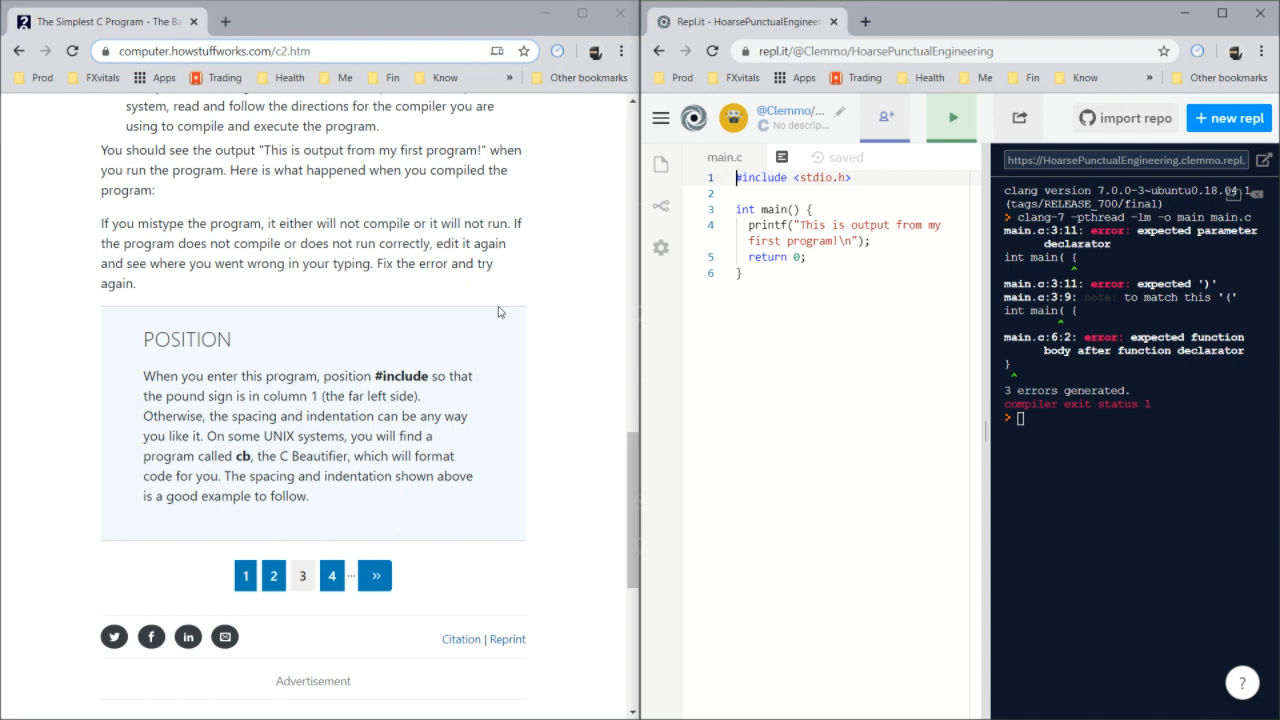 The Simplest C Program - The Ba
computer.howstuffworks.com/c2.htm
Prod FXvitals Apps Trading Health Me Fin Know » Other bookmarks
system, read and follow the directions for the compiler you are
using to compile and execute the program.
You should see the output "This is output from my first program!" when
you run the program. Here is what happened when you compiled the
program:
If you mistype the program, it either will not compile or it will not run. If
the program does not compile or does not run correctly, edit it again
and see where you went wrong in your typing. Fix the error and try
again.
POSITION
When you enter this program, position #include so that
the pound sign is in column 1 (the far left side).
Otherwise, the spacing and indentation can be any way
you like it. On some UNIX systems, you will find a
program called cb, the C Beautifier, which will format
code for you. The spacing and indentation shown above
is a good example to follow.
1 2 3 4 ... »
Citation | Reprint
Advertisement
Repl.it - HoarsePunctualEngineer
repl.it/@Clemmo/HoarsePunctualEngineering
Prod FXvitals Apps Trading Health Me Fin Know » Other bookmarks
@Clemmo/...
C No descrip...
import repo
+ new repl
main.c
saved
1 #include <stdio.h>
2
3 int main() {
4 printf("This is output from my
first program!\n");
5 return 0;
6 }
https://HoarsePunctualEngineering.clemmo.repl.
clang version 7.0.0-3~ubuntu0.18.04.1
(tags/RELEASE_700/final)
> clang-7 -pthread -lm -o main main.c
main.c:3:11: error: expected parameter
declarator
int main( {
^
main.c:3:11: error: expected ')'
main.c:3:9: note: to match this '('
int main( {
^
main.c:6:2: error: expected function
body after function declarator
}
^
3 errors generated.
compiler exit status 1
>
?